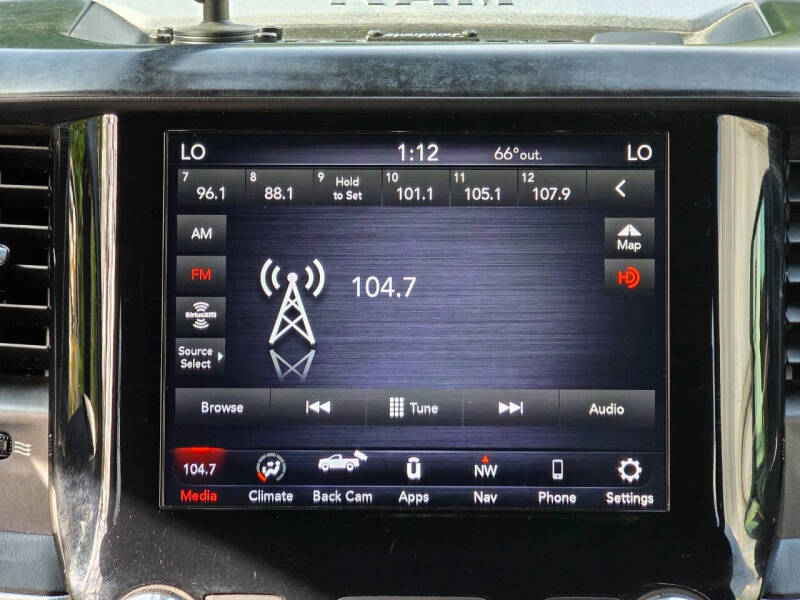 RAM
LO 1:12 66°out. LO
7 8 9 Hold 10 11 12
96.1 88.1 to Set 101.1 105.1 107.9
AM
Map
FM
HD
104.7
SiriusXM
Source
Select
Browse Tune Audio
104.7 NW
Media Climate Back Cam Apps Nav Phone Settings